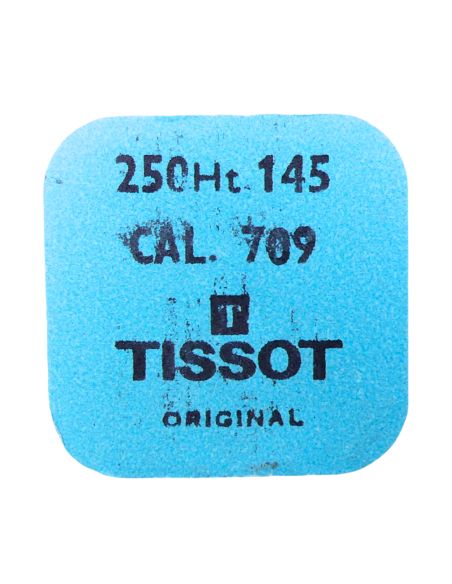 250Ht.145
CAL. 709
T
TISSOT
ORIGINAL